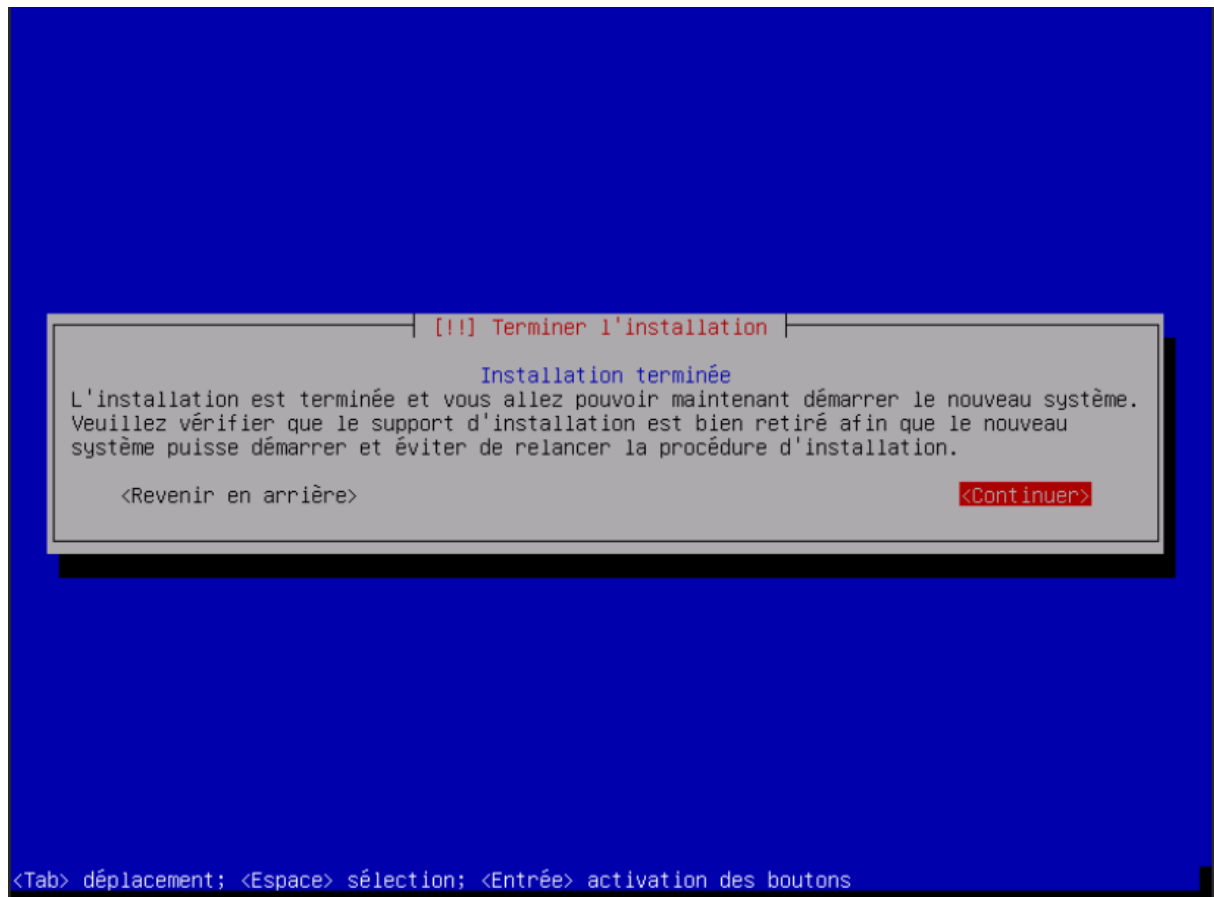 [!!] Terminer l'installation
Installation terminée
L'installation est terminée et vous allez pouvoir maintenant démarrer le nouveau système.
Veuillez vérifier que le support d'installation est bien retiré afin que le nouveau
système puisse démarrer et éviter de relancer la procédure d'installation.
<Revenir en arrière> <Continuer>
<Tab> déplacement; <Espace> sélection; <Entrée> activation des boutons